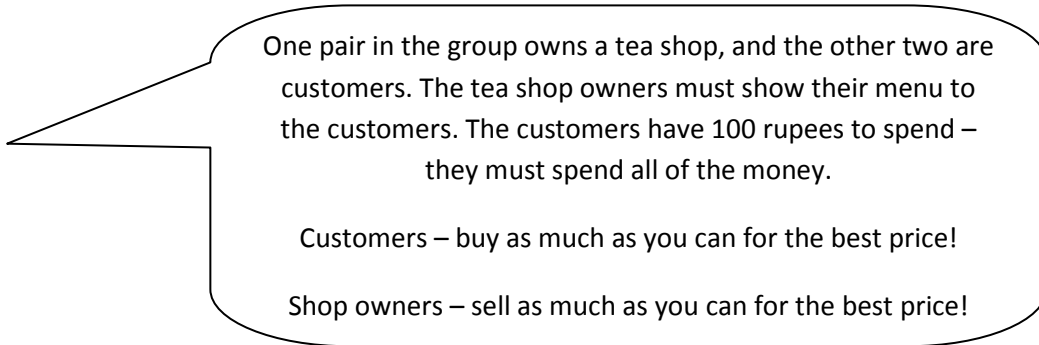 One pair in the group owns a tea shop, and the other two are
customers. The tea shop owners must show their menu to
the customers. The customers have 100 rupees to spend –
they must spend all of the money.
Customers – buy as much as you can for the best price!
Shop owners – sell as much as you can for the best price!